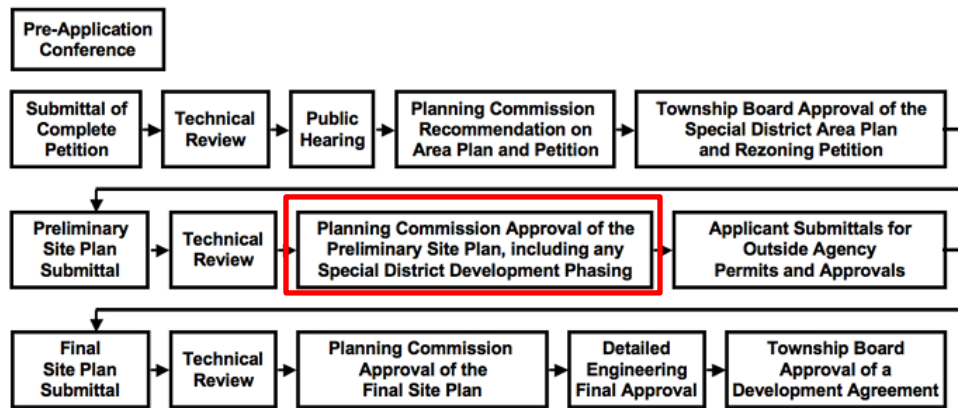 Pre-Application
Conference
Submittal of
Complete
Petition
Technical
Review
Public
Hearing
Planning Commission
Recommendation on
Area Plan and Petition
Township Board Approval of the
Special District Area Plan
and Rezoning Petition
Preliminary
Site Plan
Submittal
Technical
Review
Planning Commission Approval of the
Preliminary Site Plan, including any
Special District Development Phasing
Applicant Submittals for
Outside Agency
Permits and Approvals
Final
Site Plan
Submittal
Technical
Review
Planning Commission
Approval of the
Final Site Plan
Detailed
Engineering
Final Approval
Township Board
Approval of a
Development Agreement